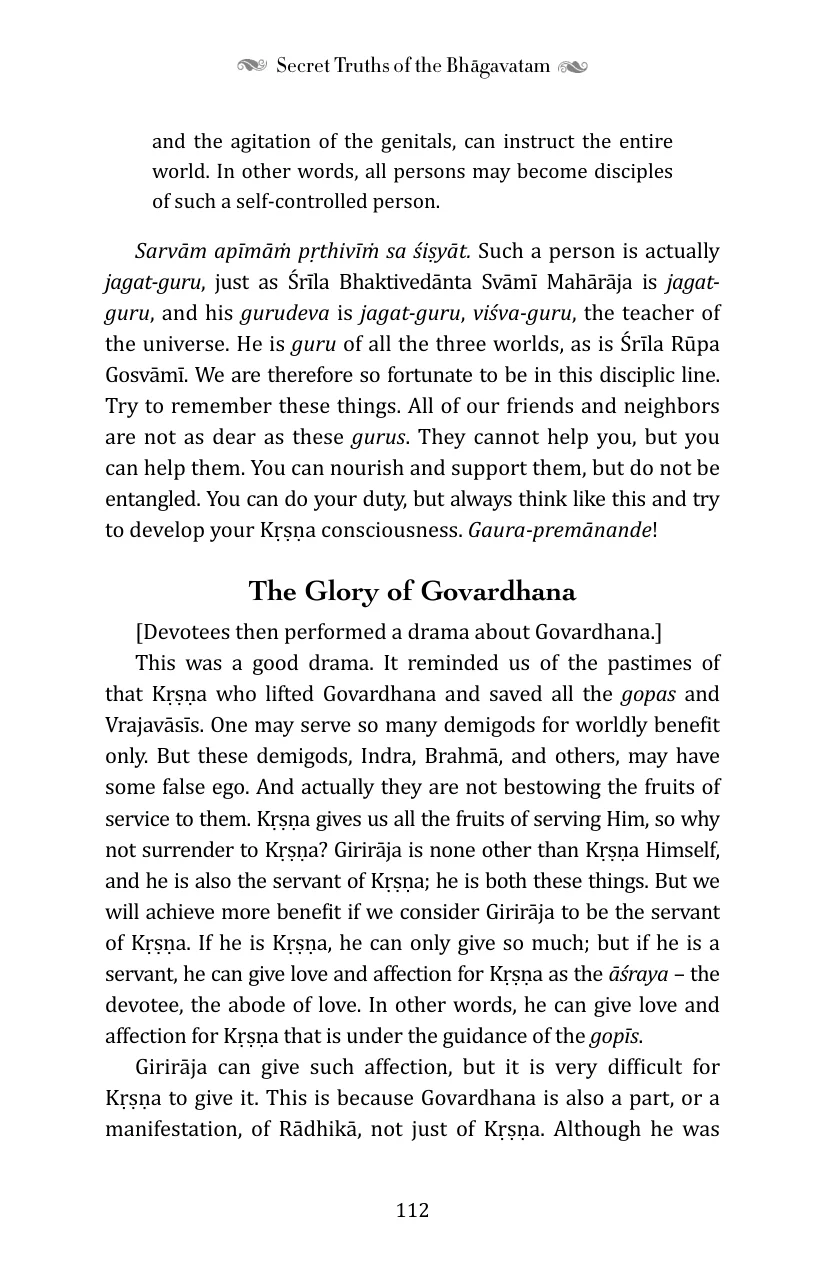 Secret Truths of the Bhāgavatam
and the agitation of the genitals, can instruct the entire
world. In other words, all persons may become disciples
of such a self-controlled person.
Sarvām apīmāṁ pṛthivīṁ sa śiṣyāt. Such a person is actually
jagat-guru, just as Śrīla Bhaktivedānta Svāmī Mahārāja is jagat-
guru, and his gurudeva is jagat-guru, viśva-guru, the teacher of
the universe. He is guru of all the three worlds, as is Śrīla Rūpa
Gosvāmī. We are therefore so fortunate to be in this disciplic line.
Try to remember these things. All of our friends and neighbors
are not as dear as these gurus. They cannot help you, but you
can help them. You can nourish and support them, but do not be
entangled. You can do your duty, but always think like this and try
to develop your Kṛṣṇa consciousness. Gaura-premānande!
The Glory of Govardhana
[Devotees then performed a drama about Govardhana.]
This was a good drama. It reminded us of the pastimes of
that Kṛṣṇa who lifted Govardhana and saved all the gopas and
Vrajavāsīs. One may serve so many demigods for worldly benefit
only. But these demigods, Indra, Brahmā, and others, may have
some false ego. And actually they are not bestowing the fruits of
service to them. Kṛṣṇa gives us all the fruits of serving Him, so why
not surrender to Kṛṣṇa? Girirāja is none other than Kṛṣṇa Himself,
and he is also the servant of Kṛṣṇa; he is both these things. But we
will achieve more benefit if we consider Girirāja to be the servant
of Kṛṣṇa. If he is Kṛṣṇa, he can only give so much; but if he is a
servant, he can give love and affection for Kṛṣṇa as the āśraya – the
devotee, the abode of love. In other words, he can give love and
affection for Kṛṣṇa that is under the guidance of the gopīs.
Girirāja can give such affection, but it is very difficult for
Kṛṣṇa to give it. This is because Govardhana is also a part, or a
manifestation, of Rādhikā, not just of Kṛṣṇa. Although he was
112